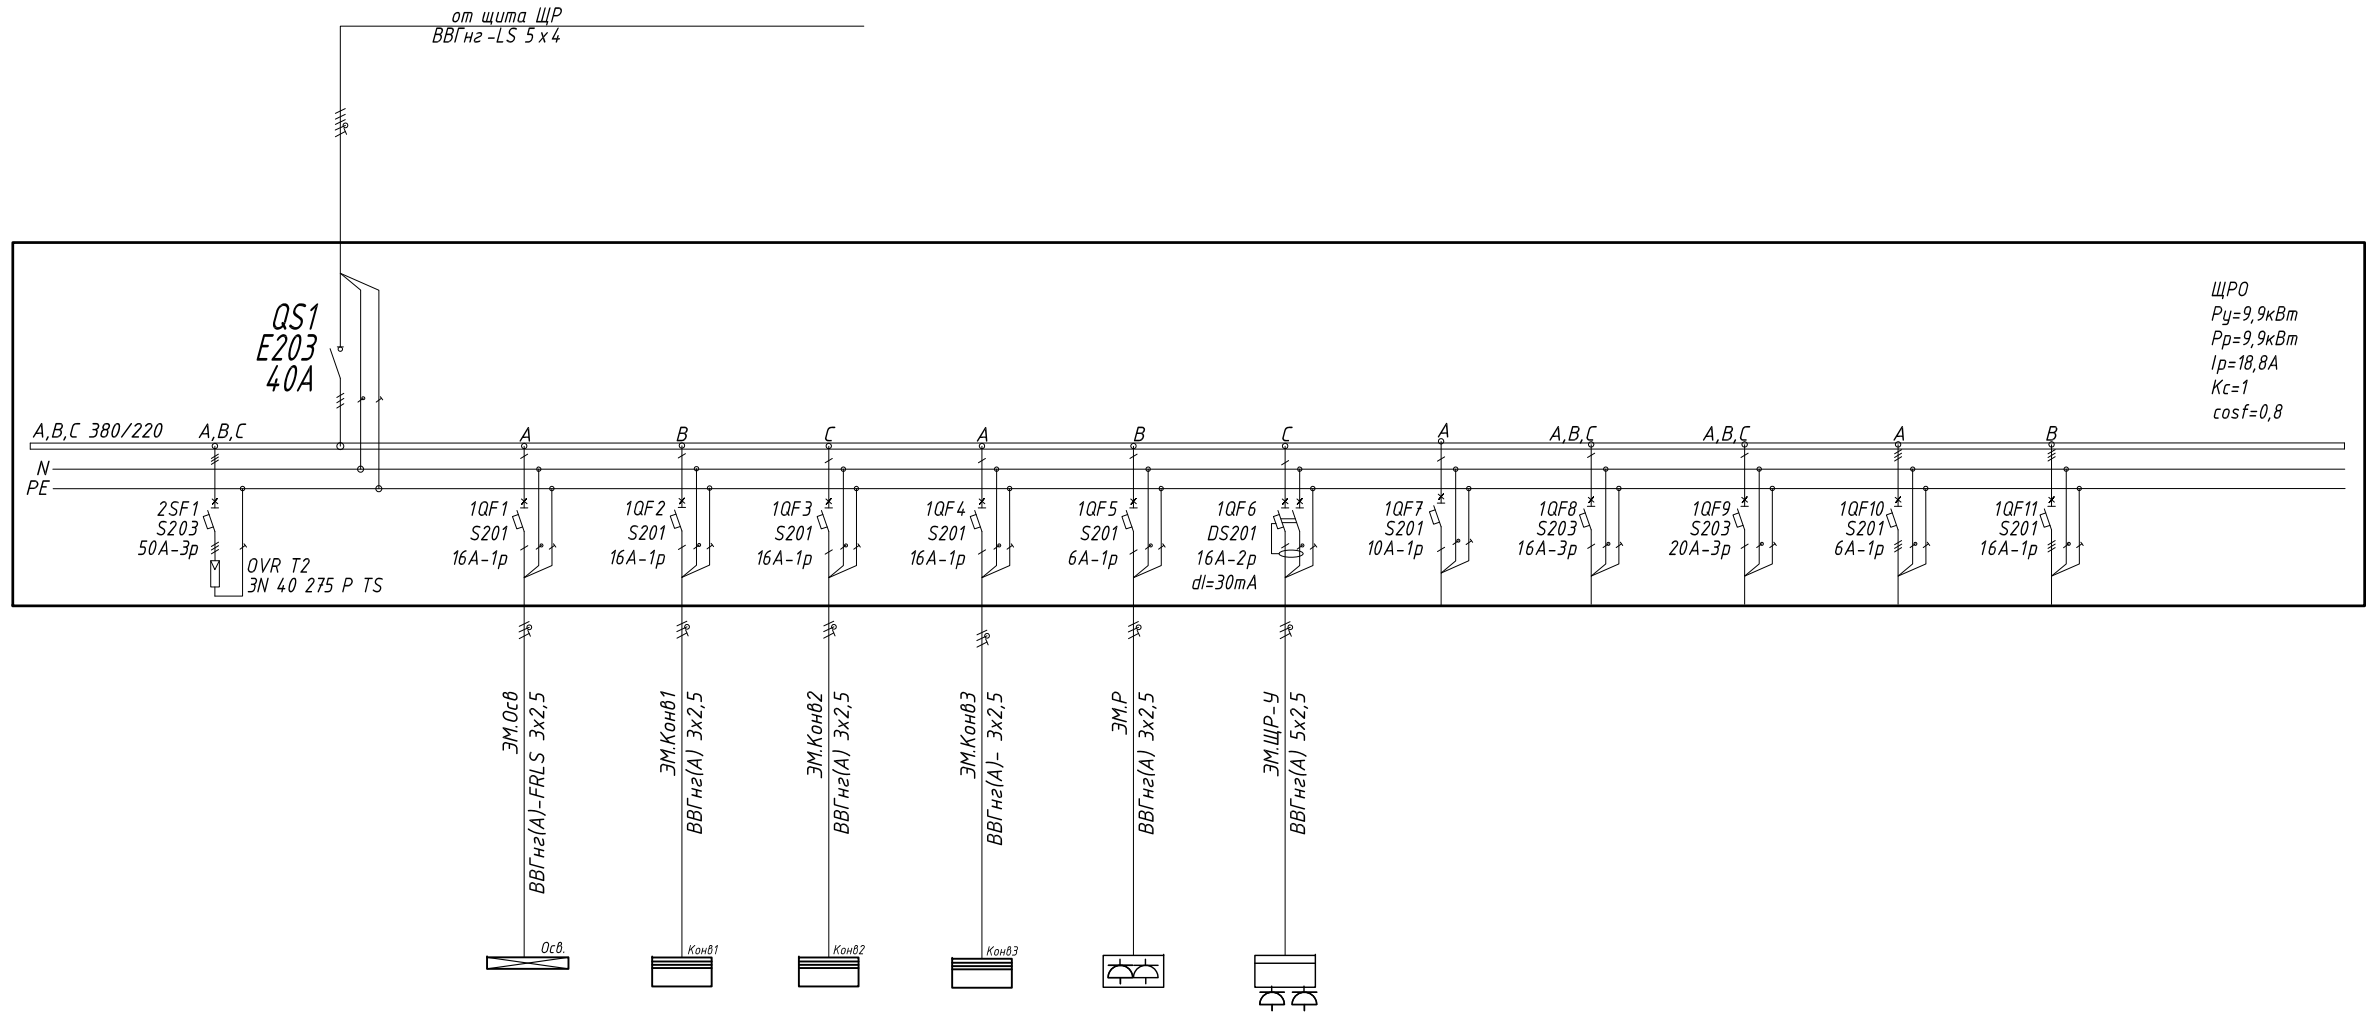 от щита ЩР
ВВГнг-LS 5х4
QS1
E203
40А
ЩРО
Ру=9,9кВт
Рр=9,9кВт
Iр=18,8А
Кс=1
cosf=0,8
A,B,C 380/220
A,B,C
A
B
C
A
B
C
A
A,B,C
A,B,C
A
B
N
PE
2SF1
S203
50А-3р
OVR T2
3N 40 275 P TS
1QF1
S201
16А-1р
1QF2
S201
16А-1р
1QF3
S201
16А-1р
1QF4
S201
16А-1р
1QF5
S201
6А-1р
1QF6
DS201
16А-2р
dI=30mA
1QF7
S201
10А-1р
1QF8
S203
16А-3р
1QF9
S203
20А-3р
1QF10
S201
6А-1р
1QF11
S201
16А-1р
ЭМ.Осв
ВВГнг(А)-FRLS 3х2,5
ЭМ.Конв1
ВВГнг(А) 3х2,5
ЭМ.Конв2
ВВГнг(А) 3х2,5
ЭМ.Конв3
ВВГнг(А)- 3х2,5
ЭМ.Р
ВВГнг(А) 3х2,5
ЭМ.ЩР-У
ВВГнг(А) 5х2,5
Осв.
Конв1
Конв2
Конв3